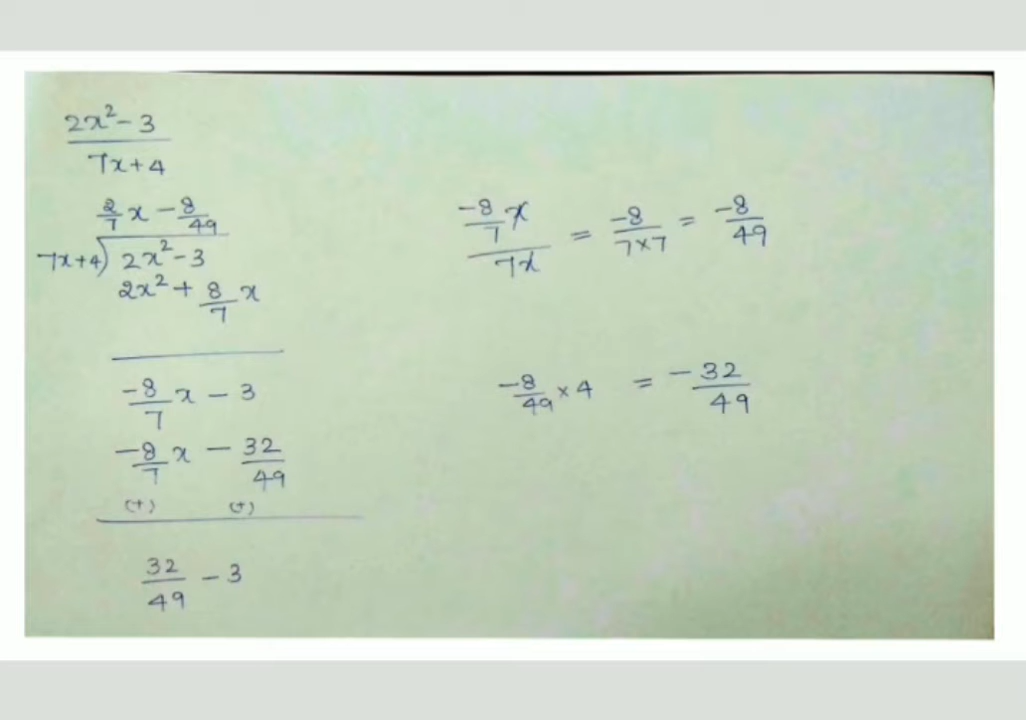 2x² - 3
7x + 4
2/7 x - 8/49
7x+4) 2x² - 3
2x² + 8/7 x
-8/7 x - 3
-8/7 x - 32/49
(+) (+)
32/49 - 3
-8/7 x / 7x = -8/7×7 = -8/49
-8/49 × 4 = -32/49